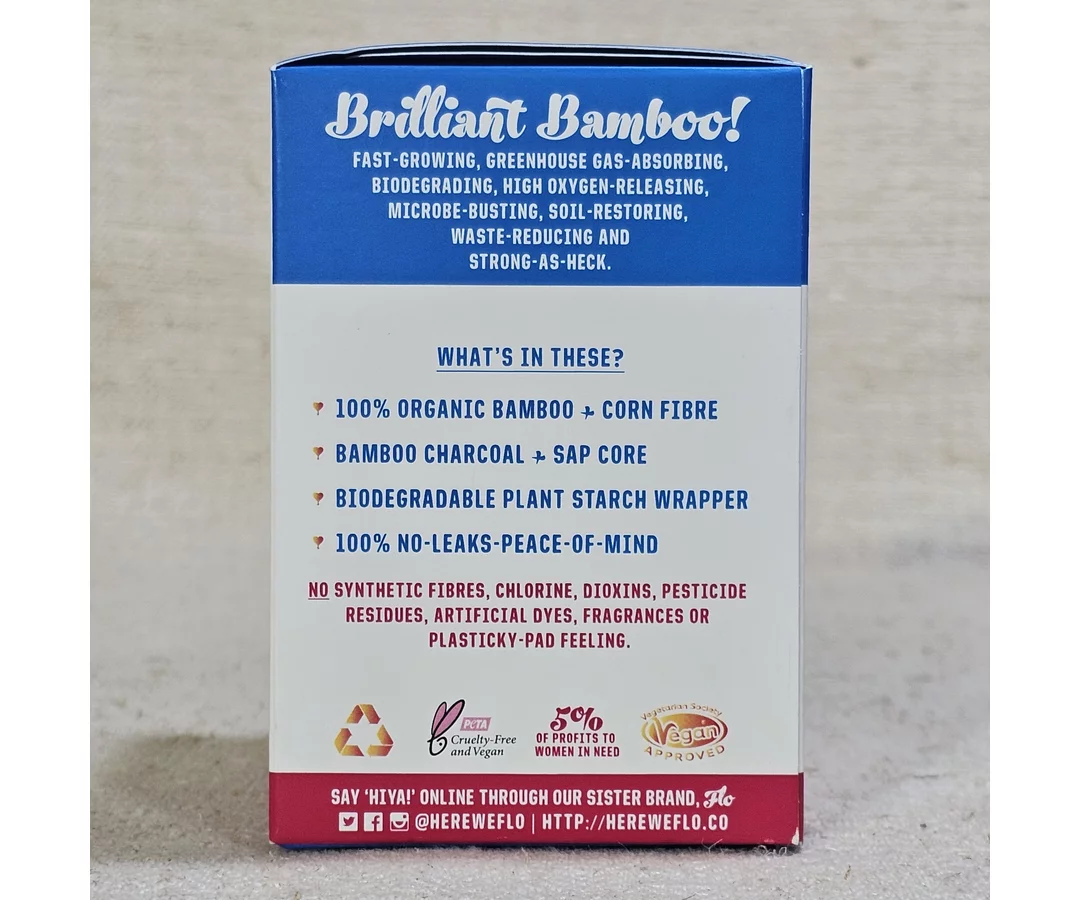 Brilliant Bamboo!
FAST-GROWING, GREENHOUSE GAS-ABSORBING,
BIODEGRADING, HIGH OXYGEN-RELEASING,
MICROBE-BUSTING, SOIL-RESTORING,
WASTE-REDUCING AND
STRONG-AS-HECK.
WHAT'S IN THESE?
100% ORGANIC BAMBOO + CORN FIBRE
BAMBOO CHARCOAL + SAP CORE
BIODEGRADABLE PLANT STARCH WRAPPER
100% NO-LEAKS-PEACE-OF-MIND
NO SYNTHETIC FIBRES, CHLORINE, DIOXINS, PESTICIDE
RESIDUES, ARTIFICIAL DYES, FRAGRANCES OR
PLASTICKY-PAD FEELING.
PETA
Cruelty-Free
and Vegan
5%
OF PROFITS TO
WOMEN IN NEED
Vegetarian Society
Vegan
APPROVED
SAY 'HIYA!' ONLINE THROUGH OUR SISTER BRAND, Flo
@HEREWEFLO | HTTP://HEREWEFLO.CO